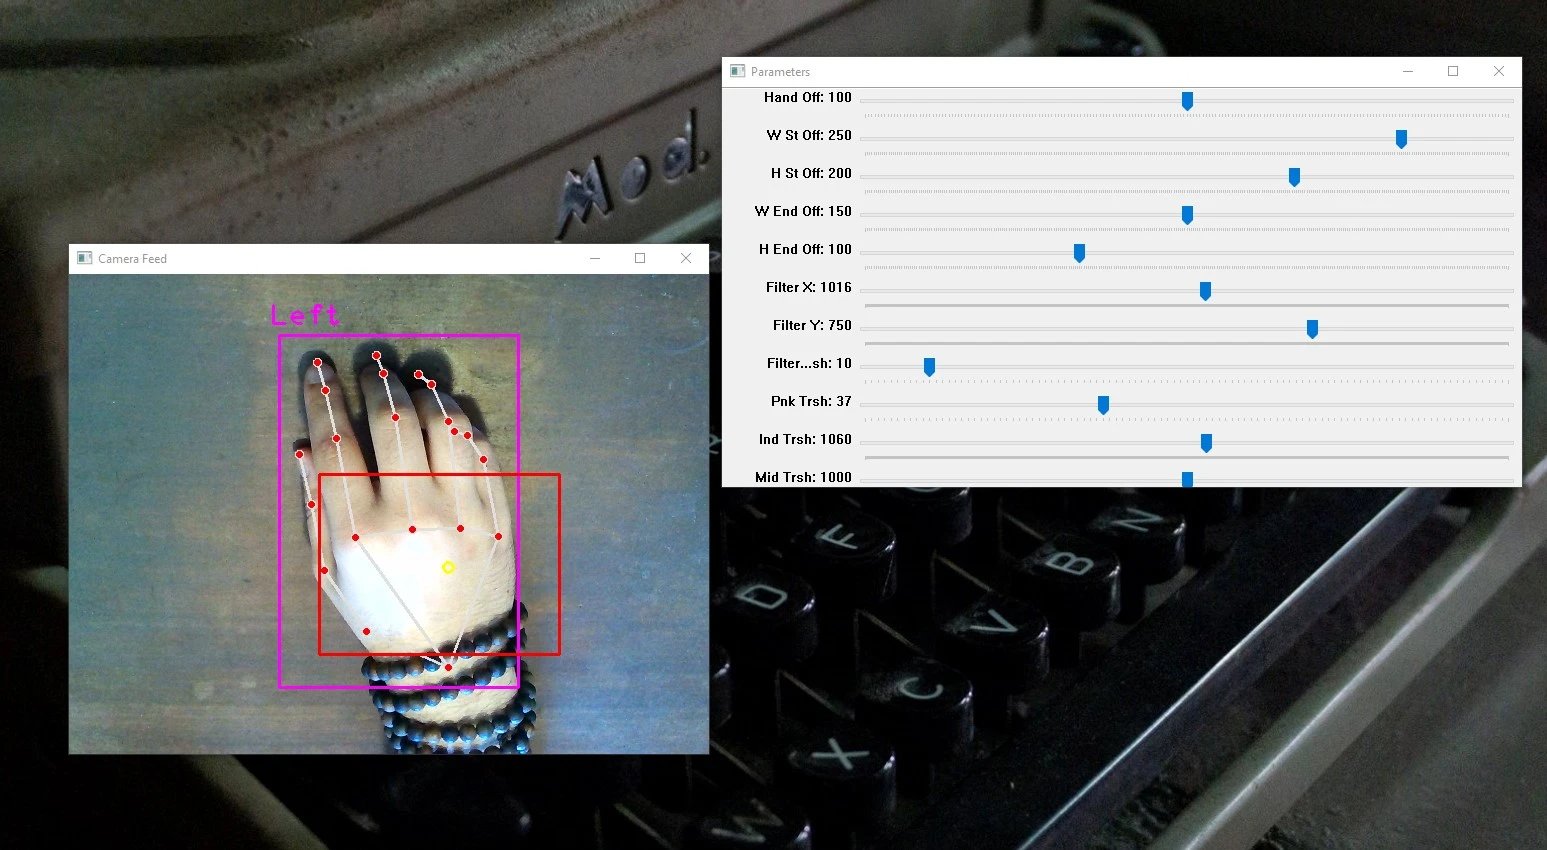 Mod.
Parameters
Hand Off: 100
W St Off: 250
H St Off: 200
W End Off: 150
H End Off: 100
Filter X: 1016
Filter Y: 750
Filter...sh: 10
Pnk Trsh: 37
Ind Trsh: 1060
Mid Trsh: 1000
Camera Feed
Left
F
N
B
D
V
C
X
W